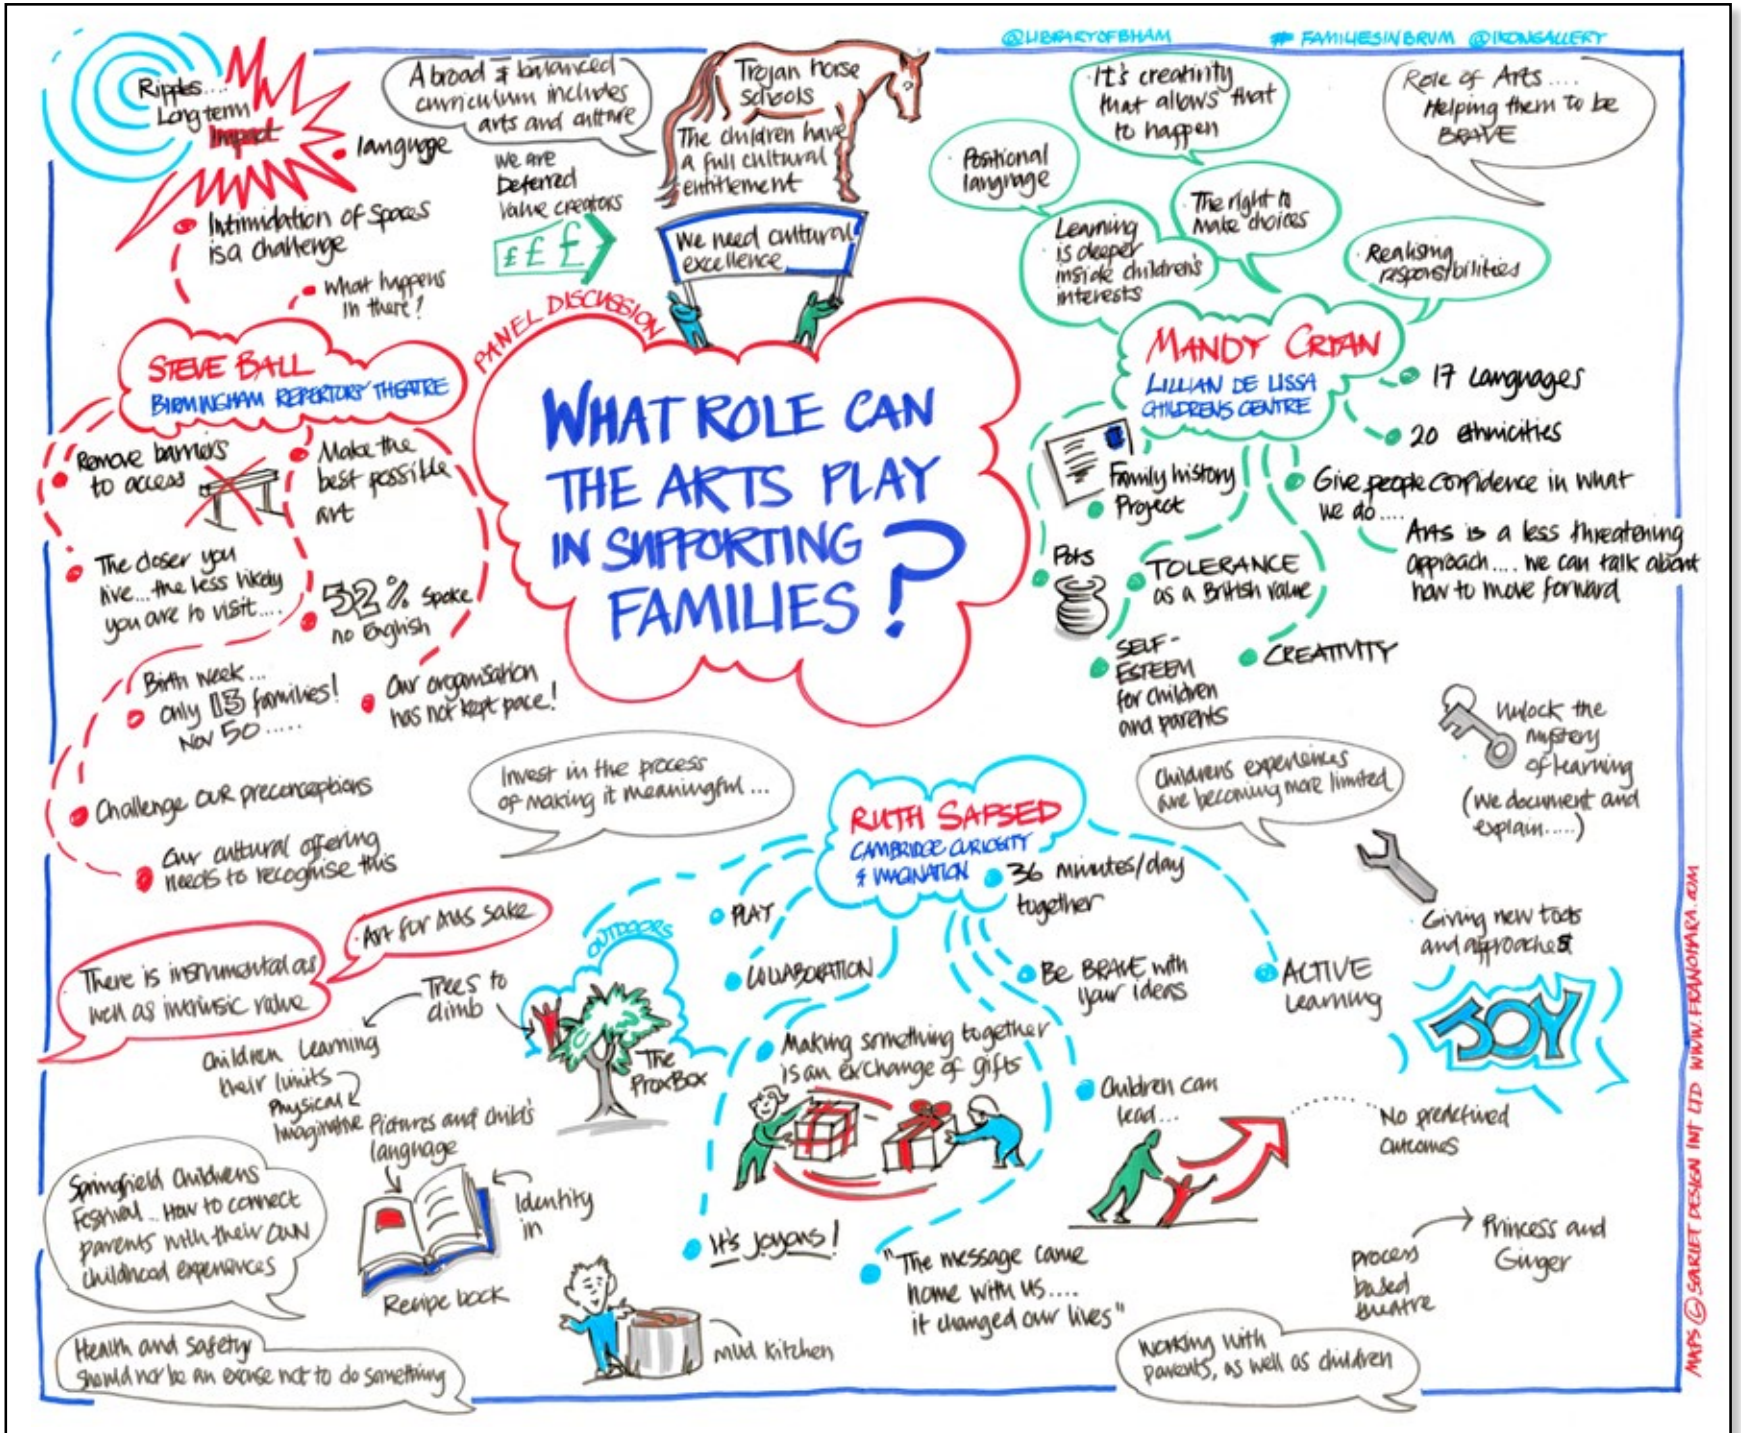 @LIBRARYOFBHAM
# FAMILIESINBRUM @IKONGALLERY
Ripples....
Long term
Impact
language
Intimidation of spaces
is a challenge
What happens
in there?
A broad & balanced
curriculum includes
arts and culture
We are
Deferred
Value creators
£ £ £
Trojan horse
schools
The children have
a full cultural
entitlement
We need cultural
excellence
PANEL DISCUSSION
WHAT ROLE CAN
THE ARTS PLAY
IN SUPPORTING
FAMILIES?
STEVE BALL
BIRMINGHAM REPERTORY THEATRE
Remove barriers
to access
Make the
best possible
art
The closer you
live...the less likely
you are to visit....
52% spoke
no English
Birth week...
only 13 families!
Nov 50.....
Our organisation
has not kept pace!
Challenge OUR preconceptions
Our cultural offering
needs to recognise this
It's creativity
that allows that
to happen
Role of Arts....
Helping them to be
BRAVE
Positional
language
The right to
make choices
Learning
is deeper
inside children's
interests
Realising
responsibilities
MANDY CRYAN
LILLIAN DE LISSA
CHILDRENS CENTRE
17 Languages
20 ethnicities
Family history
Project
Give people confidence in what
we do....
Arts is a less threatening
approach.... we can talk about
how to move forward
Pots
TOLERANCE
as a British value
SELF-
ESTEEM
for children
and parents
CREATIVITY
Unlock the
mystery
of learning
(we document and
explain.....)
Invest in the process
of making it meaningful...
Childrens experiences
are becoming more limited
RUTH SAPSED
CAMBRIDGE CURIOSITY
& IMAGINATION
36 minutes/day
together
PLAY
COLLABORATION
Be BRAVE with
your ideas
ACTIVE
Learning
Giving new tools
and approaches
JOY
Art for Arts sake
There is instrumental as
well as intrinsic value
OUTDOORS
Trees to
climb
Children learning
their limits
Physical
Imaginative
The
ProxBox
Pictures and child's
language
Identity
in
Recipe book
Making something together
is an exchange of gifts
Children can
lead...
No predefined
outcomes
It's joyous!
"The message came
home with us....
it changed our lives"
process
based
theatre
Princess and
Ginger
Springfield Childrens
Festival...How to connect
parents with their OWN
childhood experiences
Health and safety
should not be an excuse not to do something
mud kitchen
Working with
parents, as well as children
MAPS © SCARLET DESIGN INT LTD WWW.FRANOHARA.COM